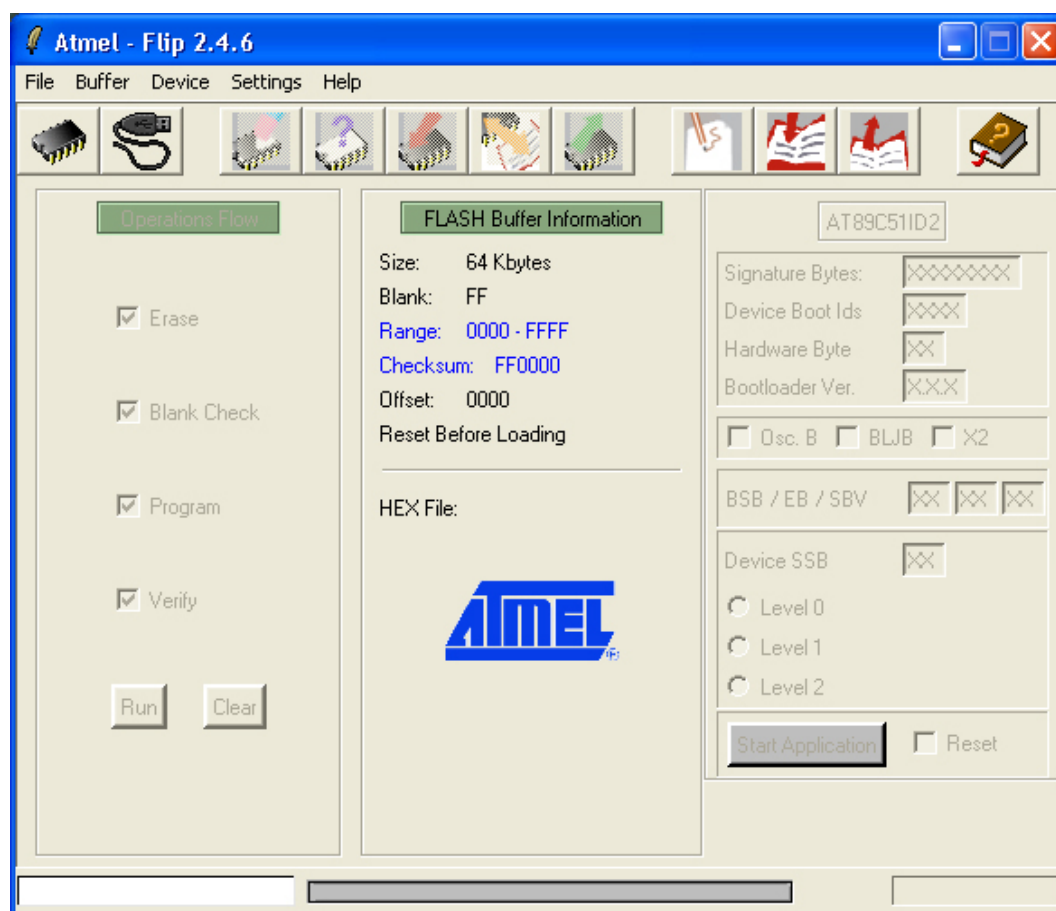 Atmel - Flip 2.4.6
File Buffer Device Settings Help
Operations Flow
Erase
Blank Check
Program
Verify
Run Clear
FLASH Buffer Information
Size: 64 Kbytes
Blank: FF
Range: 0000 - FFFF
Checksum: FF0000
Offset: 0000
Reset Before Loading
HEX File:
ATMEL ®
AT89C51ID2
Signature Bytes: XXXXXXXX
Device Boot Ids XXXX
Hardware Byte XX
Bootloader Ver. X.X.X
Osc. B BLJB X2
BSB / EB / SBV XX XX XX
Device SSB XX
Level 0
Level 1
Level 2
Start Application Reset